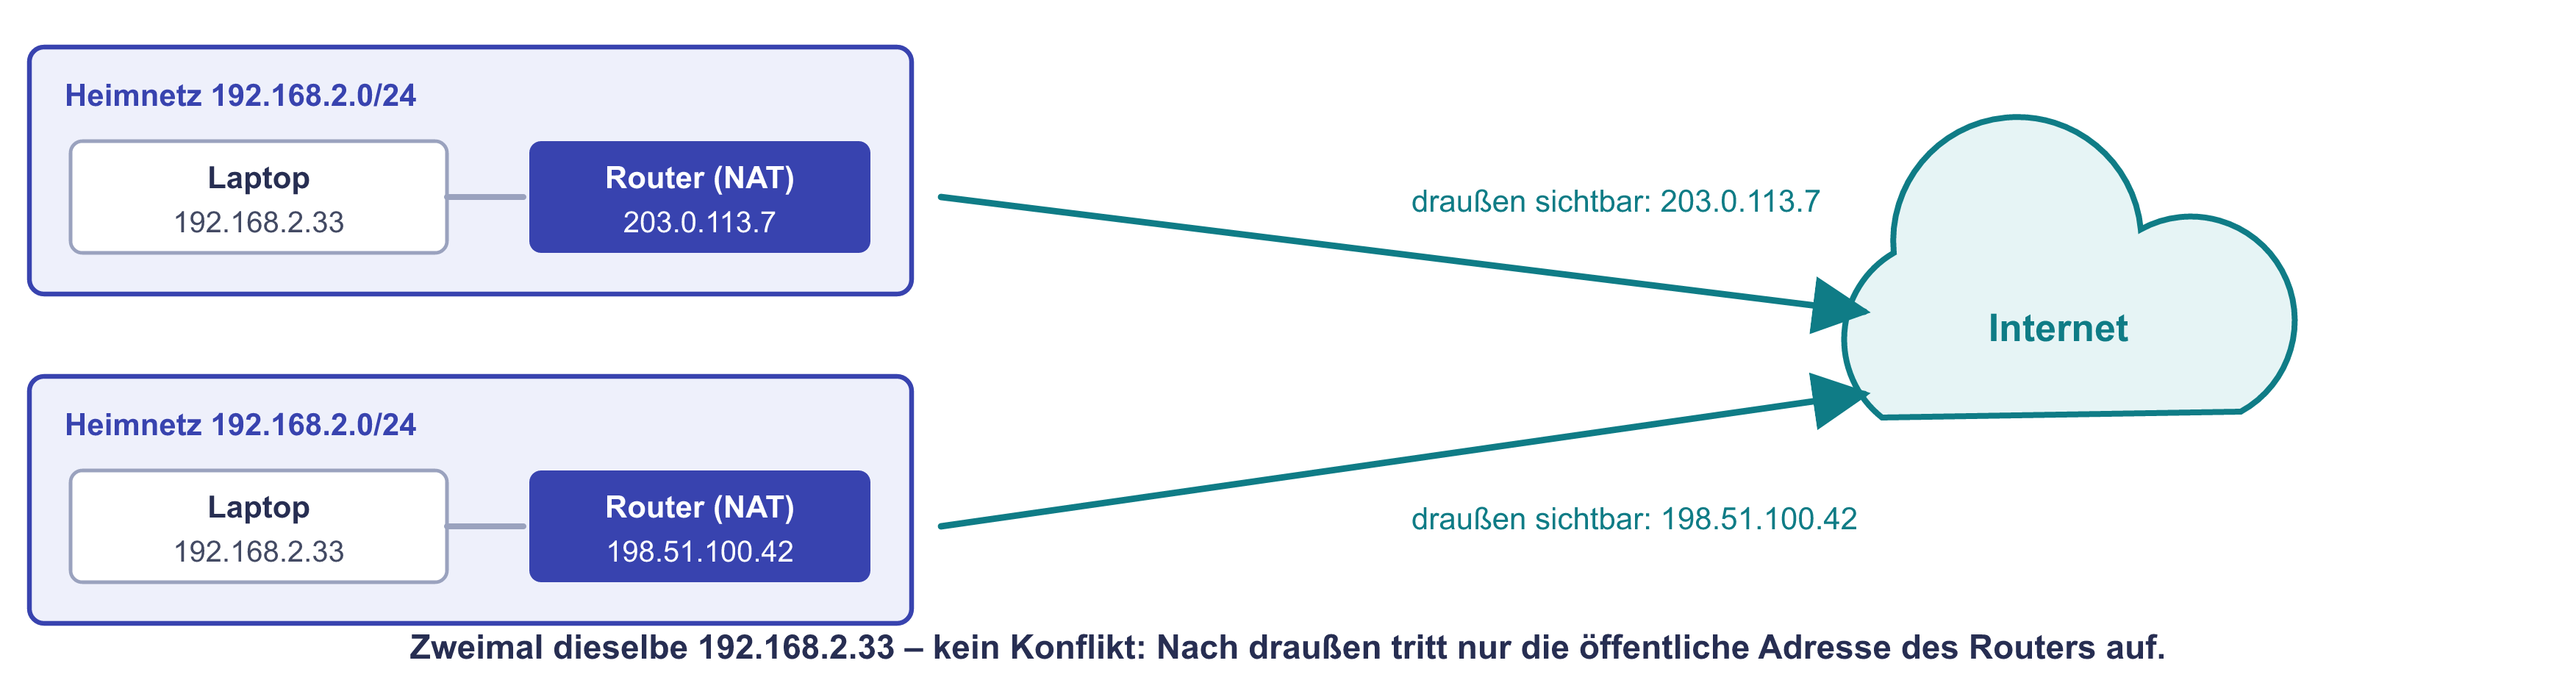 Heimnetz 192.168.2.0/24
Laptop
192.168.2.33
Router (NAT)
203.0.113.7
draußen sichtbar: 203.0.113.7
Internet
Heimnetz 192.168.2.0/24
Laptop
192.168.2.33
Router (NAT)
198.51.100.42
draußen sichtbar: 198.51.100.42
Zweimal dieselbe 192.168.2.33 – kein Konflikt: Nach draußen tritt nur die öffentliche Adresse des Routers auf.